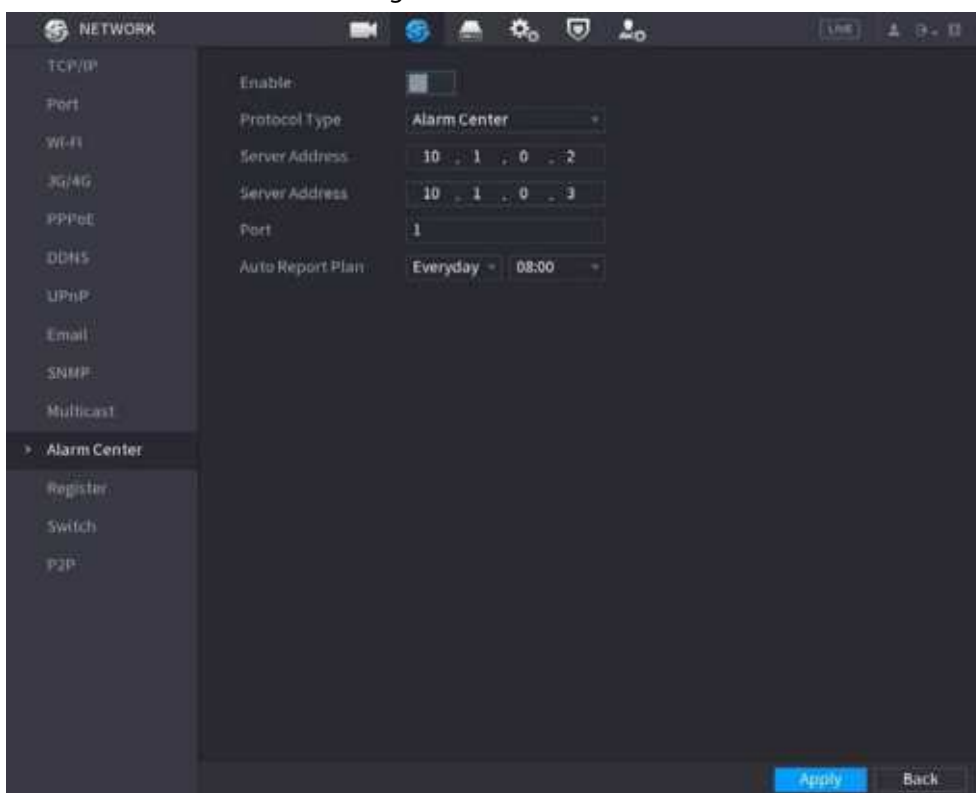 NETWORK
LIVE
TCP/IP
Port
Wi-Fi
3G/4G
PPPoE
DDNS
UPnP
Email
SNMP
Multicast
Alarm Center
Register
Switch
P2P
Enable
Protocol Type Alarm Center
Server Address 10 . 1 . 0 . 2
Server Address 10 . 1 . 0 . 3
Port 1
Auto Report Plan Everyday 08:00
Apply Back